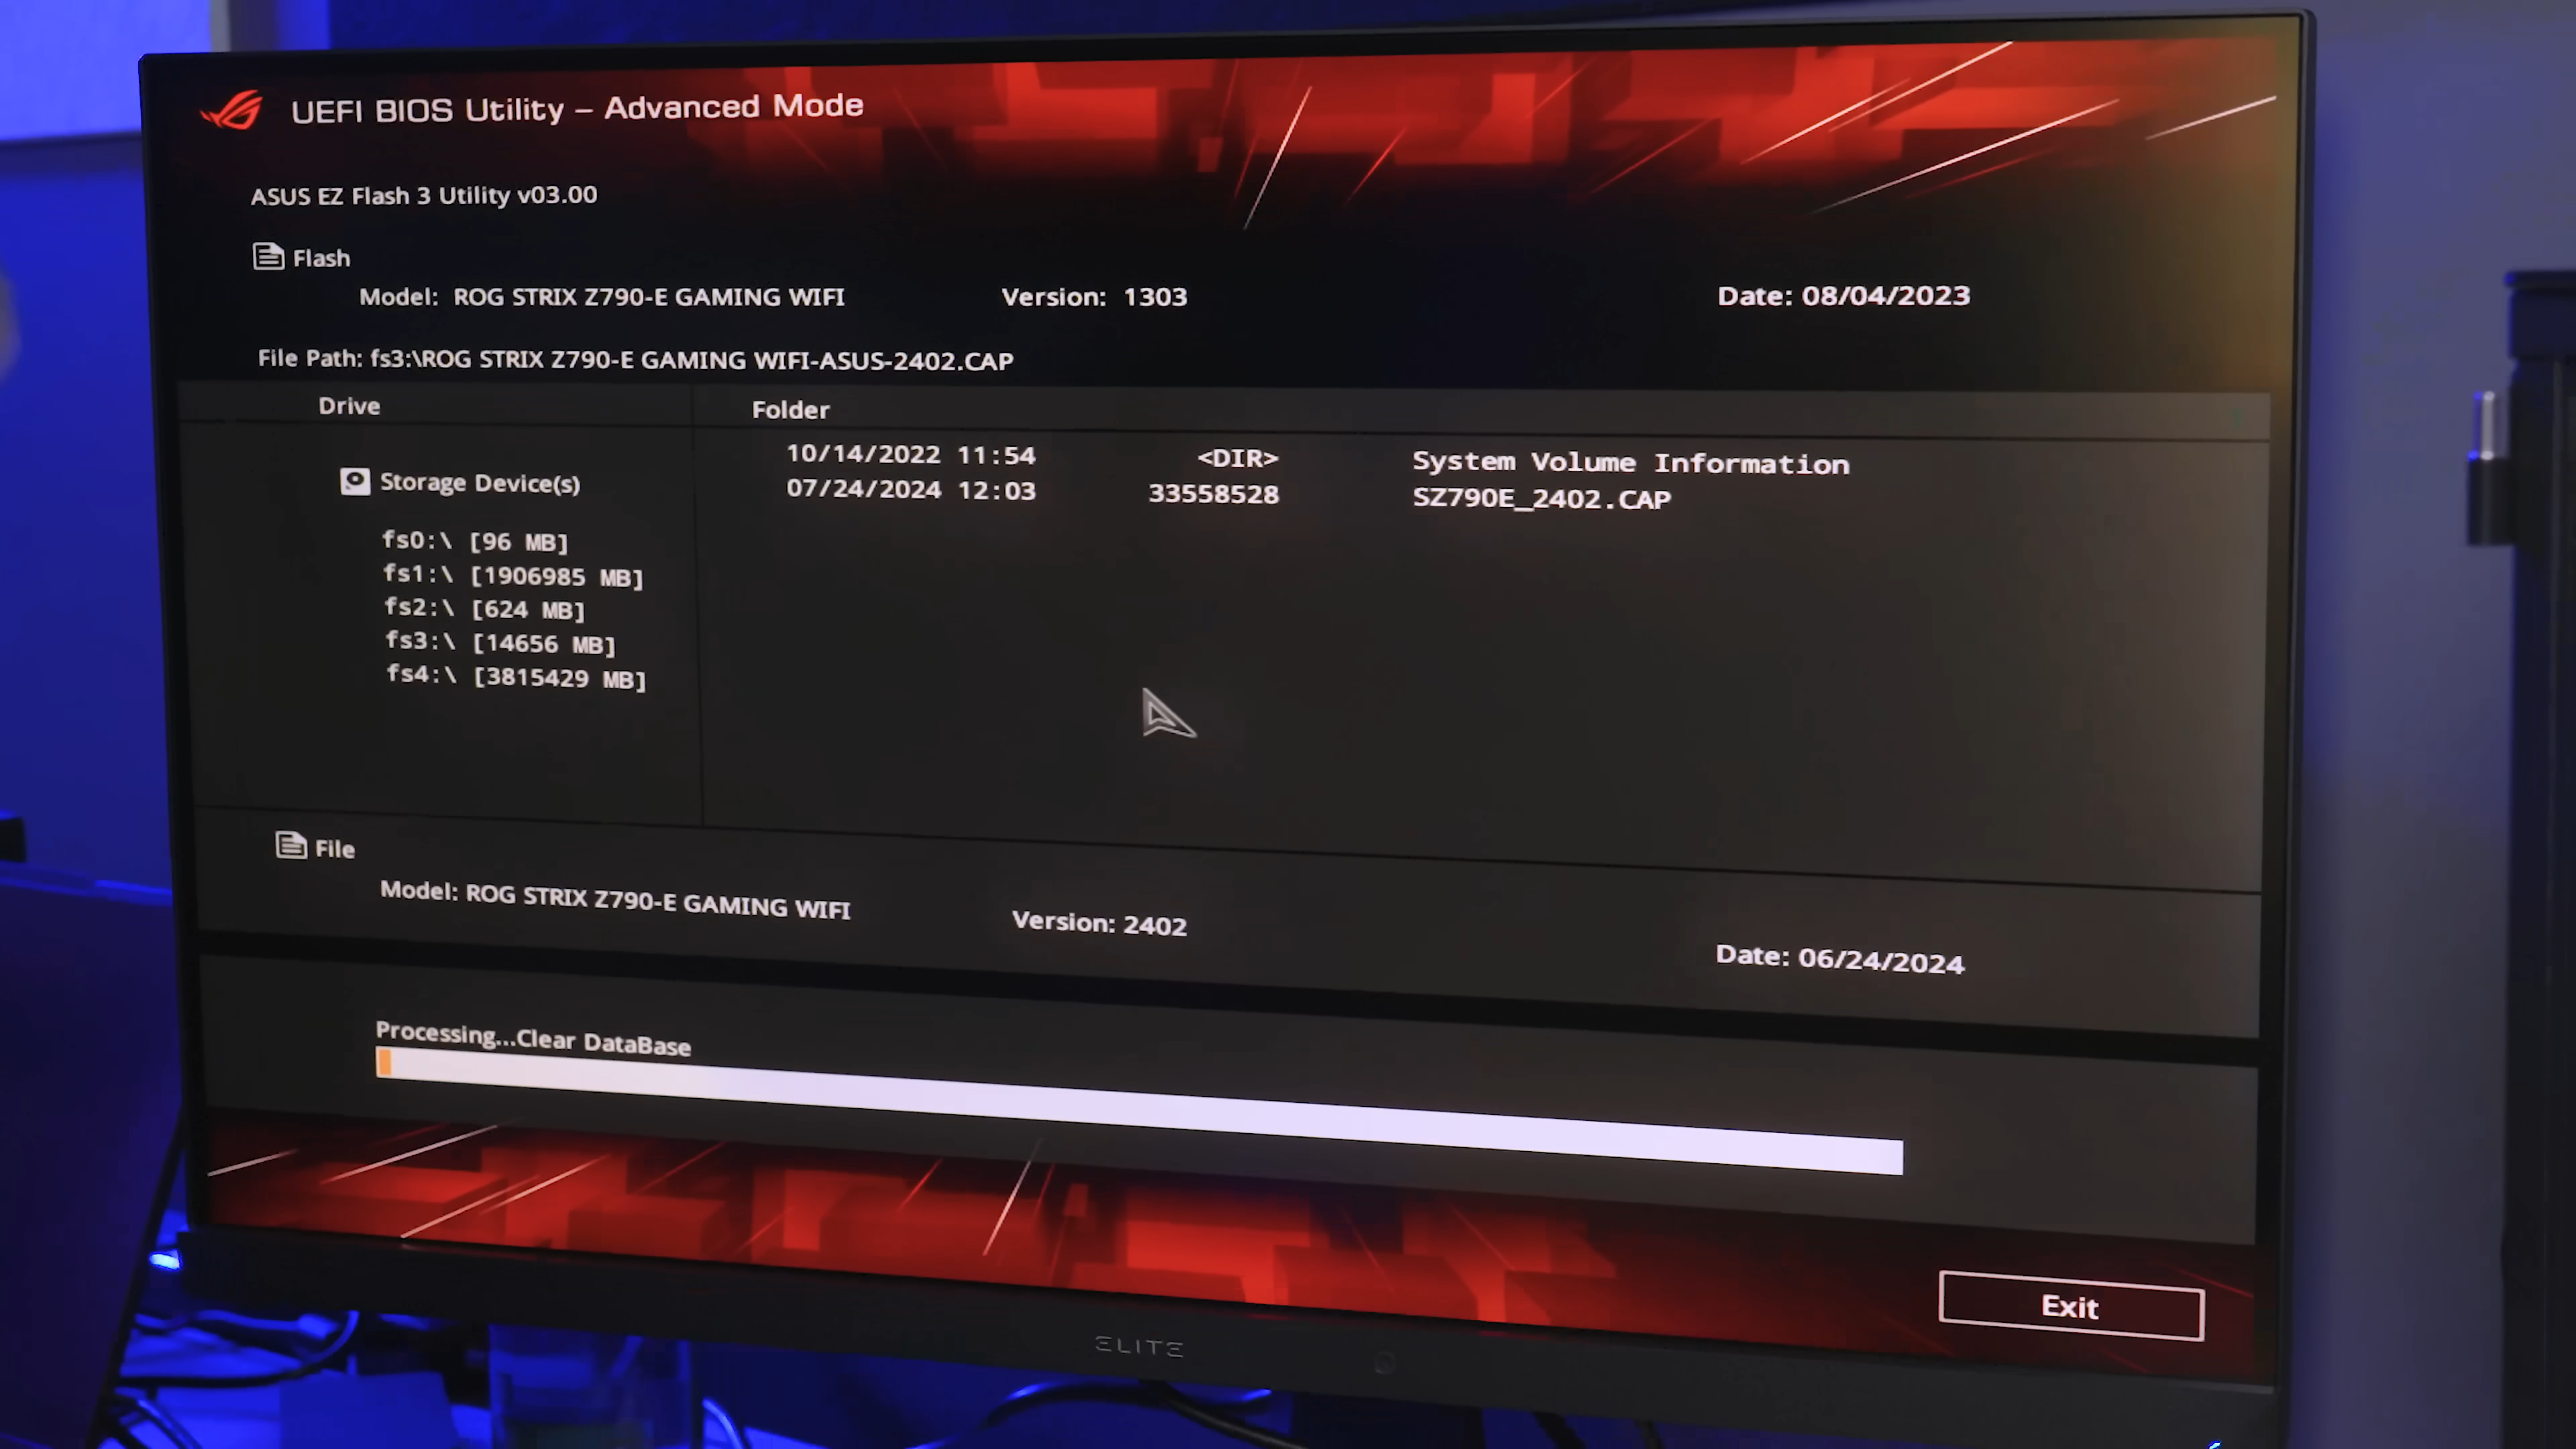 UEFI BIOS Utility – Advanced Mode
ASUS EZ Flash 3 Utility v03.00
Flash
Model: ROG STRIX Z790-E GAMING WIFI Version: 1303 Date: 08/04/2023
File Path: fs3:\ROG STRIX Z790-E GAMING WIFI-ASUS-2402.CAP
Drive Folder
10/14/2022 11:54 <DIR> System Volume Information
07/24/2024 12:03 33558528 SZ790E_2402.CAP
Storage Device(s)
fs0:\ [96 MB]
fs1:\ [1906985 MB]
fs2:\ [624 MB]
fs3:\ [14656 MB]
fs4:\ [3815429 MB]
File
Model: ROG STRIX Z790-E GAMING WIFI Version: 2402 Date: 06/24/2024
Processing...Clear DataBase
Exit
ELITE